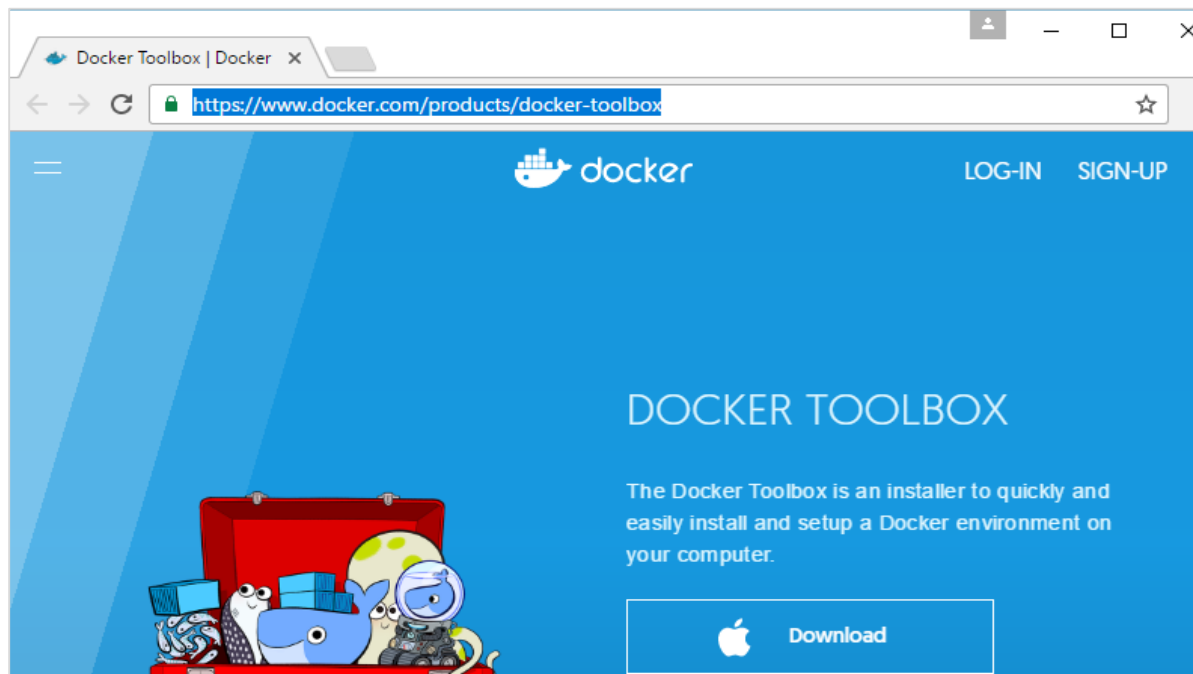 Docker Toolbox | Docker
https://www.docker.com/products/docker-toolbox
docker
LOG-IN
SIGN-UP
DOCKER TOOLBOX
The Docker Toolbox is an installer to quickly and
easily install and setup a Docker environment on
your computer.
Download